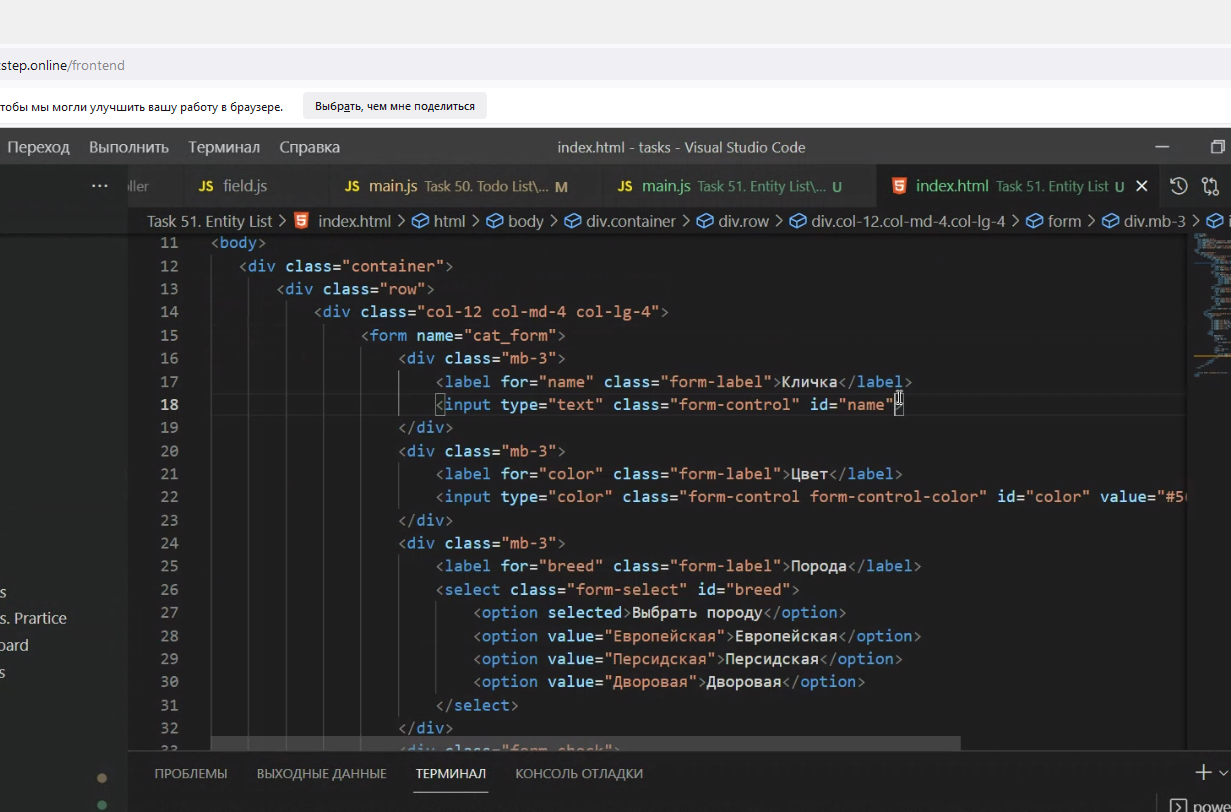 step.online/frontend
тобы мы могли улучшить вашу работу в браузере. Выбрать, чем мне поделиться
Переход Выполнить Терминал Справка index.html - tasks - Visual Studio Code
··· ller JS field.js JS main.js Task 50. Todo List\... M JS main.js Task 51. Entity List\... U index.html Task 51. Entity List U
Task 51. Entity List > index.html > html > body > div.container > div.row > div.col-12.col-md-4.col-lg-4 > form > div.mb-3 >
11 <body>
12 <div class="container">
13 <div class="row">
14 <div class="col-12 col-md-4 col-lg-4">
15 <form name="cat_form">
16 <div class="mb-3">
17 <label for="name" class="form-label">Кличка</label>
18 <input type="text" class="form-control" id="name">
19 </div>
20 <div class="mb-3">
21 <label for="color" class="form-label">Цвет</label>
22 <input type="color" class="form-control form-control-color" id="color" value="#5
23 </div>
24 <div class="mb-3">
25 <label for="breed" class="form-label">Порода</label>
26 <select class="form-select" id="breed">
27 <option selected>Выбрать породу</option>
28 <option value="Европейская">Европейская</option>
29 <option value="Персидская">Персидская</option>
30 <option value="Дворовая">Дворовая</option>
31 </select>
32 </div>
33 <div class="form-check">
s
s. Prartice
oard
s
ПРОБЛЕМЫ ВЫХОДНЫЕ ДАННЫЕ ТЕРМИНАЛ КОНСОЛЬ ОТЛАДКИ
powe